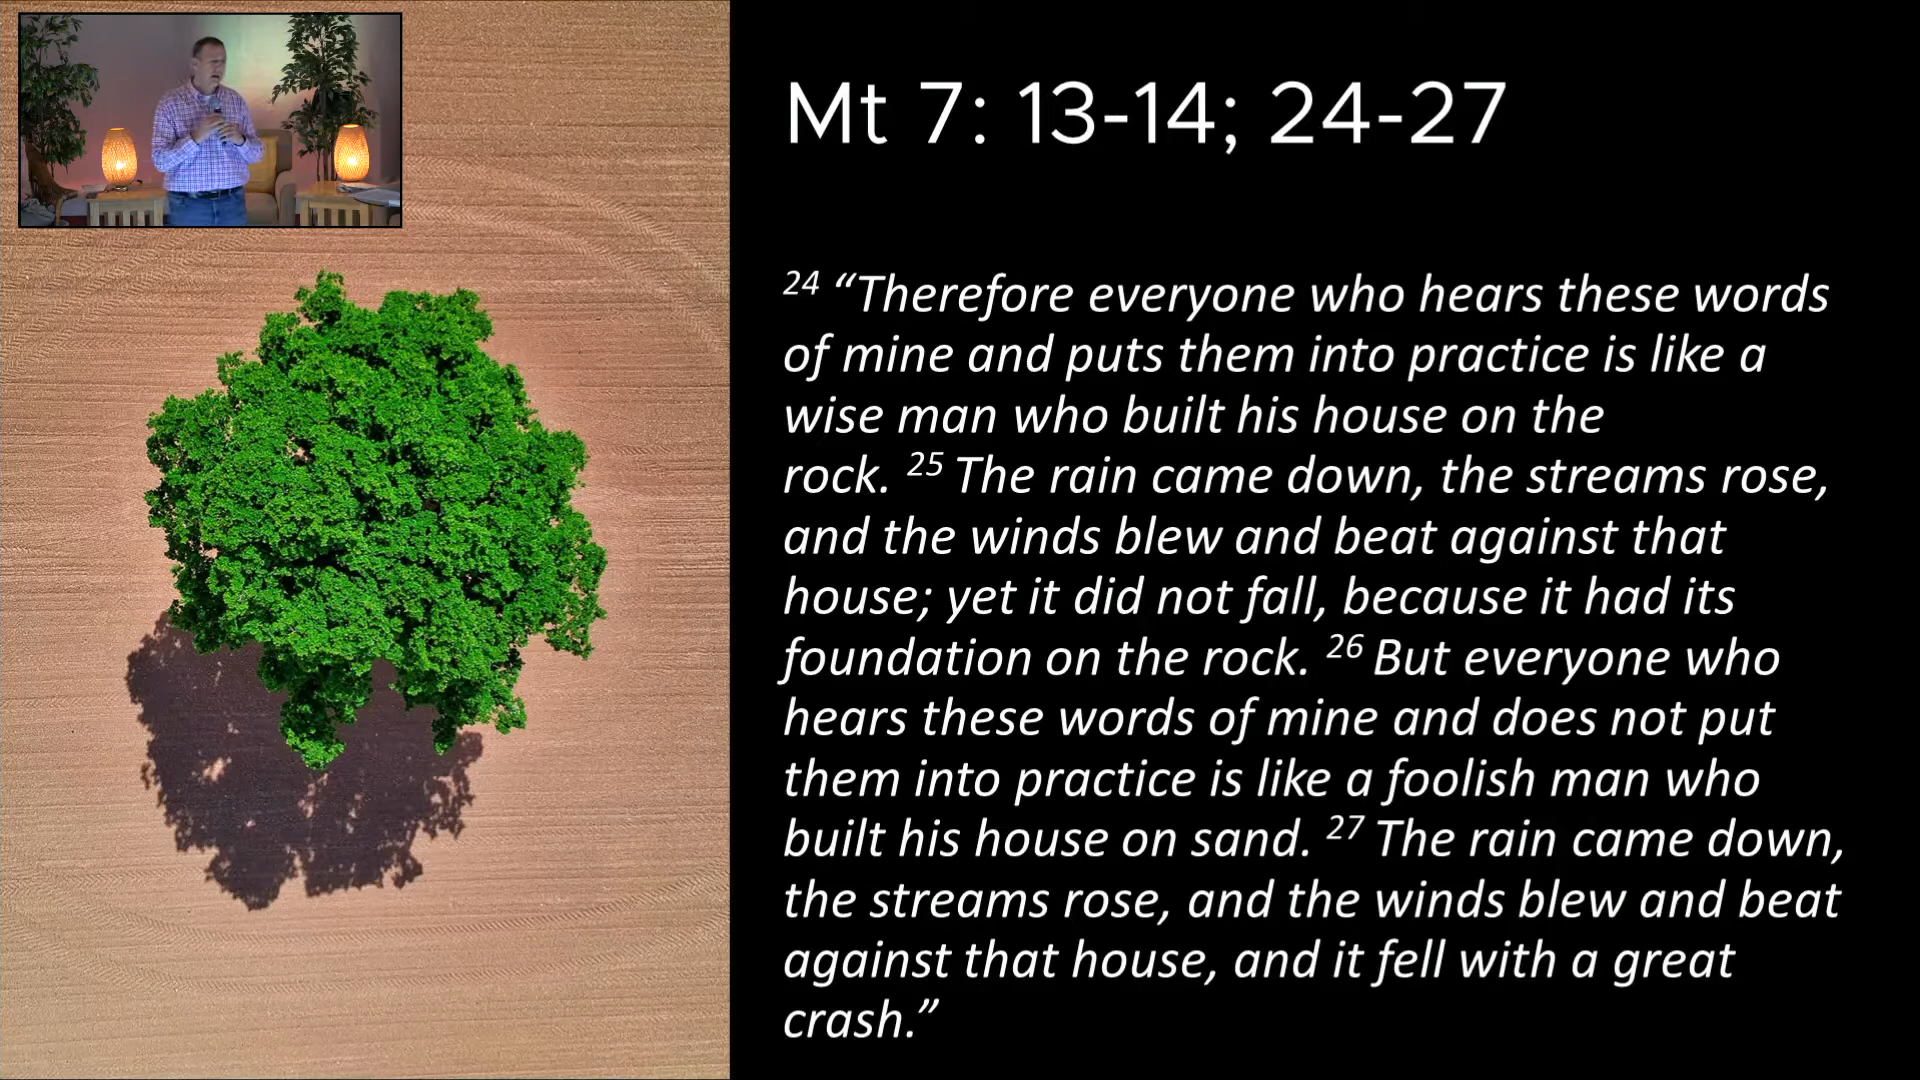 Mt 7: 13-14; 24-27
24 “Therefore everyone who hears these words
of mine and puts them into practice is like a
wise man who built his house on the
rock. 25 The rain came down, the streams rose,
and the winds blew and beat against that
house; yet it did not fall, because it had its
foundation on the rock. 26 But everyone who
hears these words of mine and does not put
them into practice is like a foolish man who
built his house on sand. 27 The rain came down,
the streams rose, and the winds blew and beat
against that house, and it fell with a great
crash.”